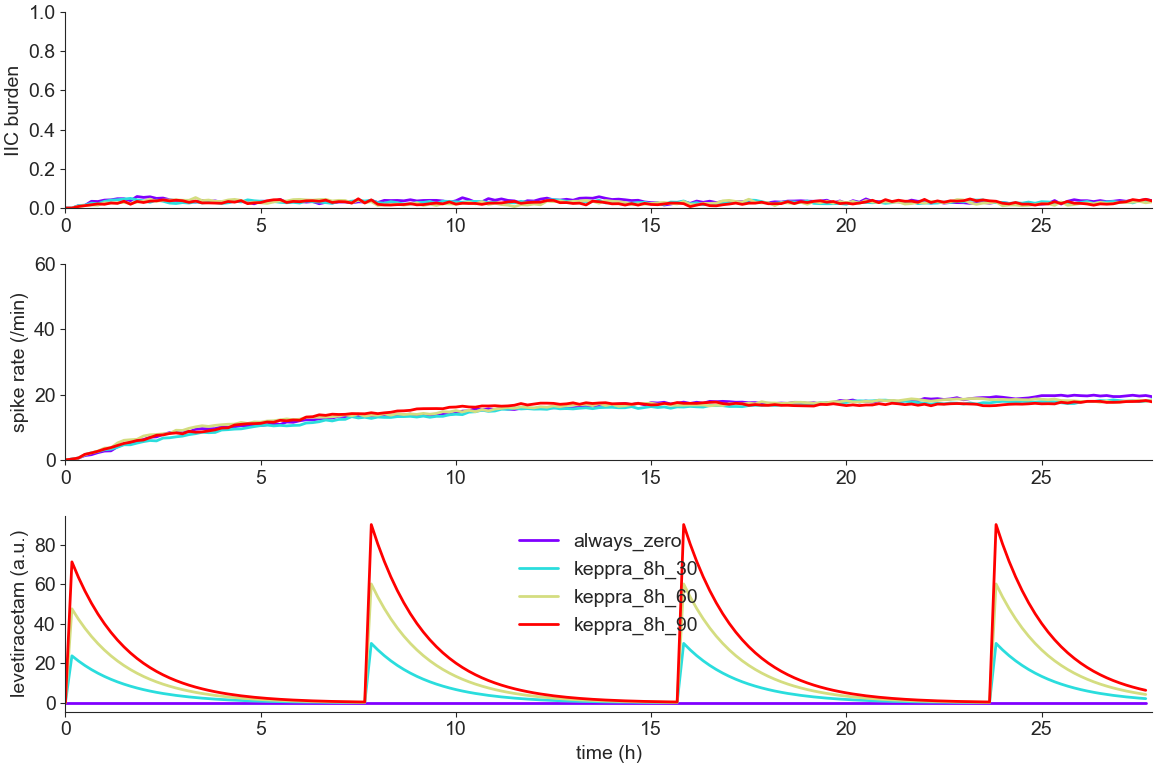 1.0
0.8
0.6
0.4
0.2
0.0
IIC burden
0 5 10 15 20 25
60
40
20
0
spike rate (/min)
0 5 10 15 20 25
80
60
40
20
0
levetiracetam (a.u.)
always_zero
keppra_8h_30
keppra_8h_60
keppra_8h_90
0 5 10 15 20 25
time (h)